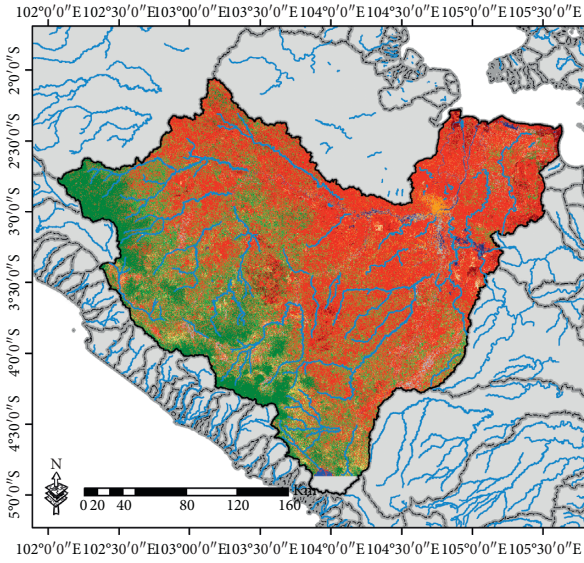 102°0′0″E 102°30′0″E 103°0′0″E 103°30′0″E 104°0′0″E 104°30′0″E 105°0′0″E 105°30′0″E
2°0′0″S
2°30′0″S
3°0′0″S
3°30′0″S
4°0′0″S
4°30′0″S
5°0′0″S
N
0 20 40 80 120 160 Km
102°0′0″E 102°30′0″E 103°0′0″E 103°30′0″E 104°0′0″E 104°30′0″E 105°0′0″E 105°30′0″E